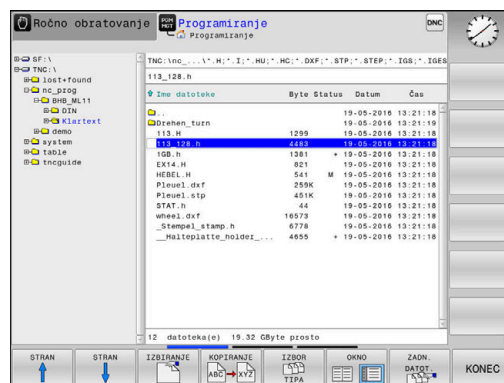 Ročno obratovanje
PGM MGT
Programiranje
Programiranje
DNC
SF:\
TNC:\
lost+found
nc_prog
BHB_ML11
DIN
Klartext
demo
system
table
tncguide
TNC:\nc_...\*.H;*.I;*.HU;*.HC;*.DXF;*.STP;*.STEP;*.IGS;*.IGES
113_128.h
Ime datoteke Byte Status Datum Čas
.. 19-05-2016 13:21:18
Drehen_turn 19-05-2016 13:21:19
113.H 1299 19-05-2016 13:21:18
113_128.h 4483 19-05-2016 13:21:18
1GB.h 1381 + 19-05-2016 13:21:18
EX14.H 821 19-05-2016 13:21:18
HEBEL.H 541 M 19-05-2016 13:21:18
Pleuel.dxf 259K 19-05-2016 13:21:18
Pleuel.stp 451K 19-05-2016 13:21:18
STAT.h 44 19-05-2016 13:21:18
wheel.dxf 16573 19-05-2016 13:21:18
_Stempel_stamp.h 6778 19-05-2016 13:21:18
__Halteplatte_holder_... 4655 + 19-05-2016 13:21:18
12 datoteka(e) 19.32 GByte prosto
STRAN
STRAN
IZBIRANJE
KOPIRANJE
ABC XYZ
IZBOR
TIPA
OKNO
ZADN.
DATOT.
KONEC